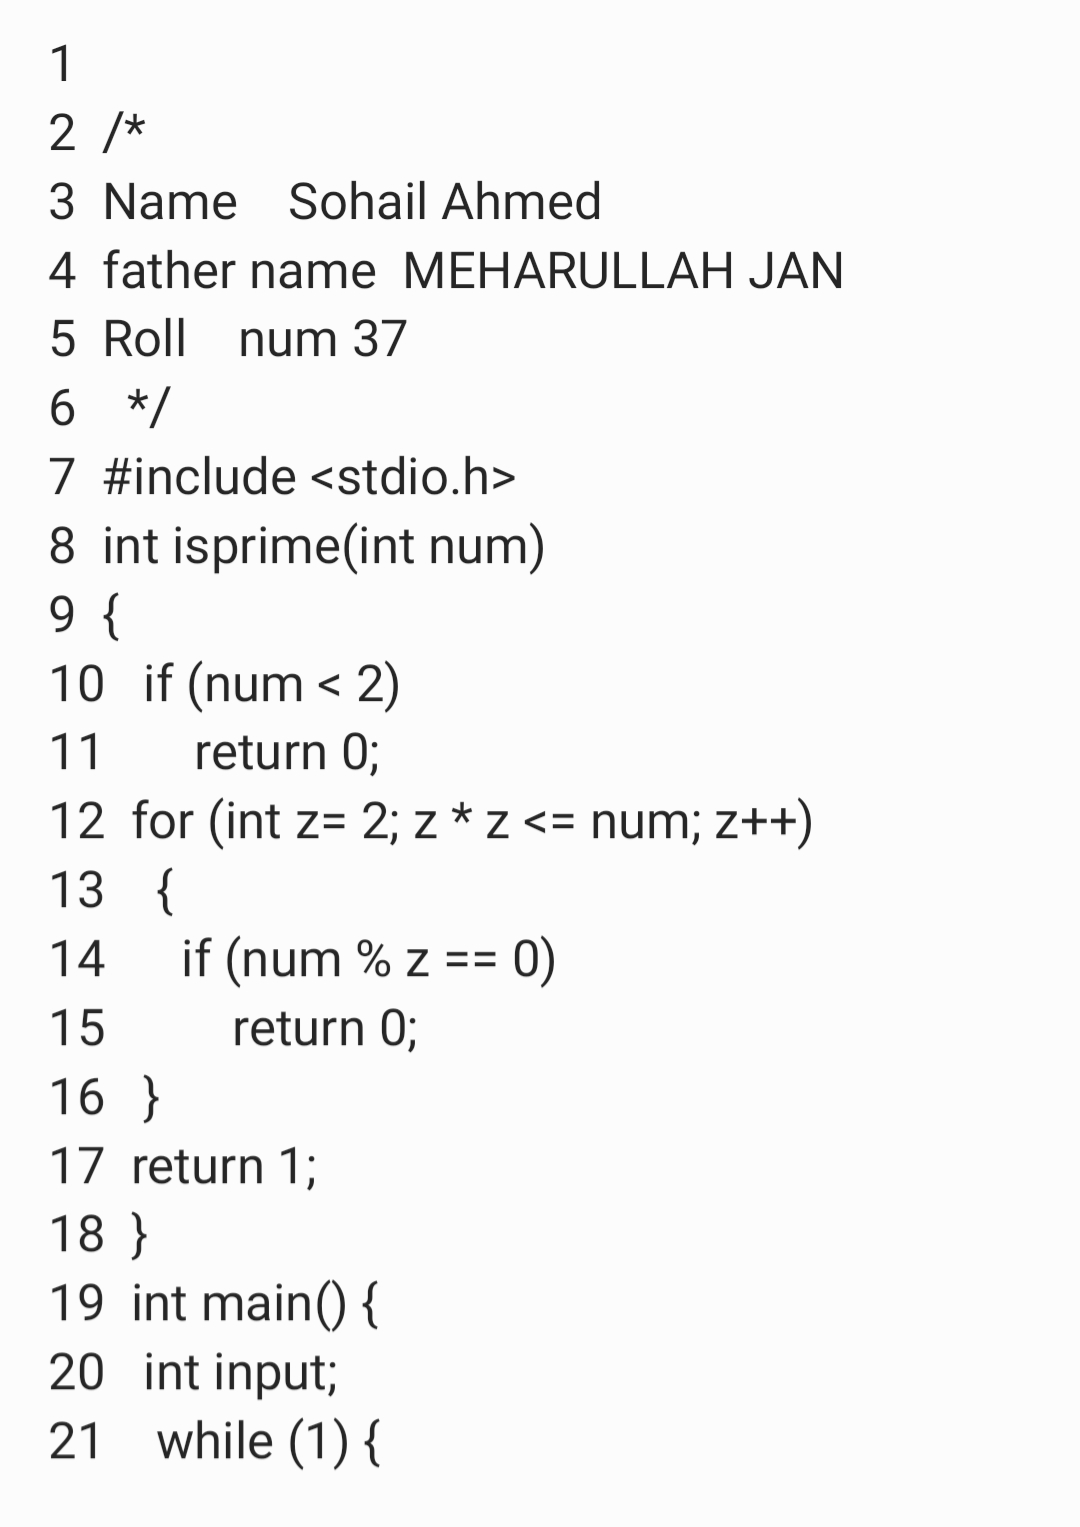 1
2 /*
3 Name    Sohail Ahmed
4 father name  MEHARULLAH JAN
5 Roll    num 37
6   */
7 #include <stdio.h>
8 int isprime(int num)
9 {
10   if (num < 2)
11       return 0;
12  for (int z= 2; z * z <= num; z++)
13    {
14      if (num % z == 0)
15          return 0;
16   }
17  return 1;
18  }
19  int main() {
20   int input;
21    while (1) {